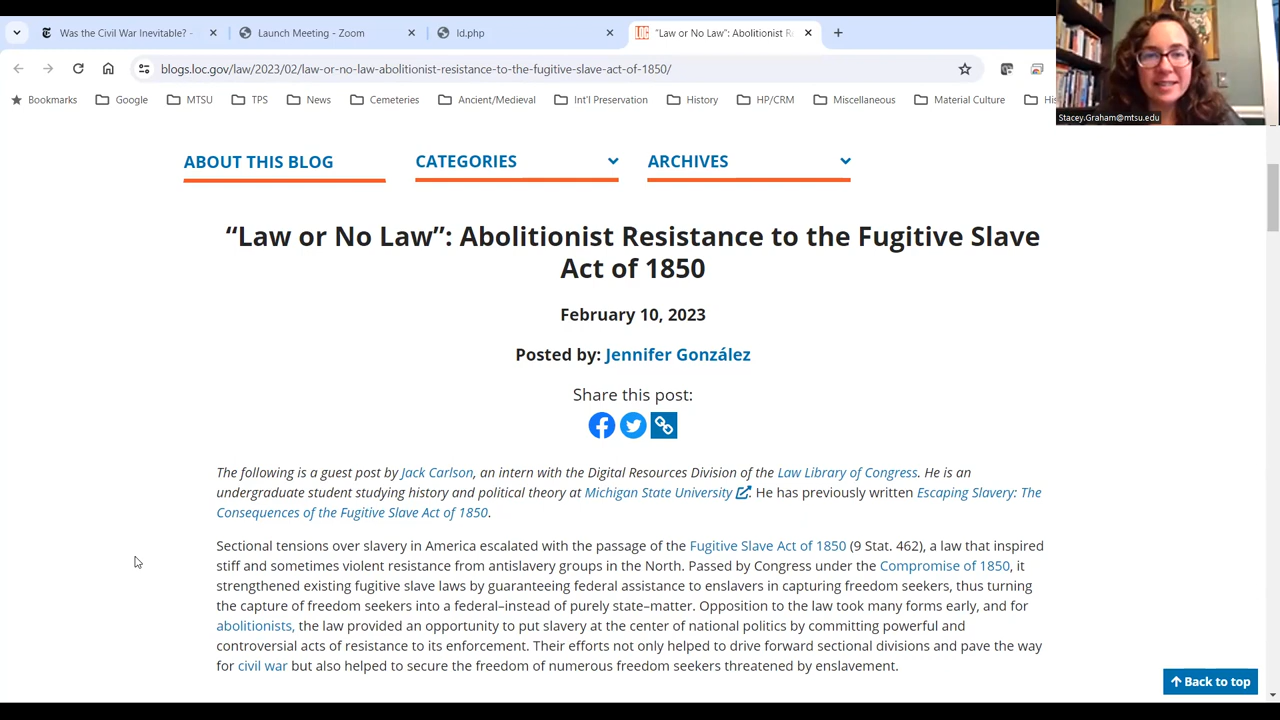 Was the Civil War Inevitable? -
Launch Meeting - Zoom
ld.php
"Law or No Law": Abolitionist R
blogs.loc.gov/law/2023/02/law-or-no-law-abolitionist-resistance-to-the-fugitive-slave-act-of-1850/
Bookmarks Google MTSU TPS News Cemeteries Ancient/Medieval Int'l Preservation History HP/CRM Miscellaneous Material Culture His
Stacey.Graham@mtsu.edu
ABOUT THIS BLOG CATEGORIES ARCHIVES
“Law or No Law”: Abolitionist Resistance to the Fugitive Slave
Act of 1850
February 10, 2023
Posted by: Jennifer González
Share this post:
The following is a guest post by Jack Carlson, an intern with the Digital Resources Division of the Law Library of Congress. He is an
undergraduate student studying history and political theory at Michigan State University. He has previously written Escaping Slavery: The
Consequences of the Fugitive Slave Act of 1850.
Sectional tensions over slavery in America escalated with the passage of the Fugitive Slave Act of 1850 (9 Stat. 462), a law that inspired
stiff and sometimes violent resistance from antislavery groups in the North. Passed by Congress under the Compromise of 1850, it
strengthened existing fugitive slave laws by guaranteeing federal assistance to enslavers in capturing freedom seekers, thus turning
the capture of freedom seekers into a federal–instead of purely state–matter. Opposition to the law took many forms early, and for
abolitionists, the law provided an opportunity to put slavery at the center of national politics by committing powerful and
controversial acts of resistance to its enforcement. Their efforts not only helped to drive forward sectional divisions and pave the way
for civil war but also helped to secure the freedom of numerous freedom seekers threatened by enslavement.
Back to top